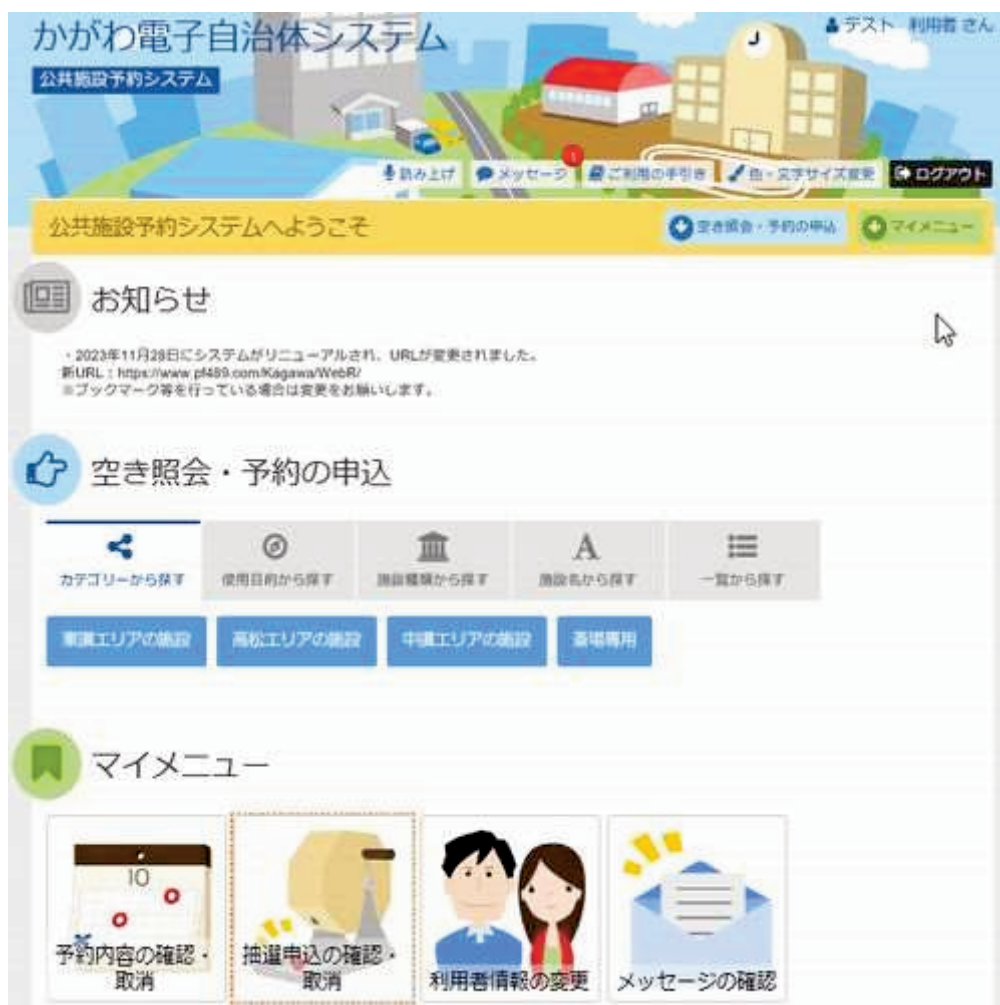 かがわ電子自治体システム
テスト 利用者 さん
公共施設予約システム
読み上げ
メッセージ
1
ご利用の手引き
色・文字サイズ変更
ログアウト
公共施設予約システムへようこそ
空き照会・予約の申込
マイメニュー
お知らせ
・2023年11月28日にシステムがリニューアルされ、URLが変更されました。
新URL：https://www.pf489.com/Kagawa/WebR/
※ブックマーク等を行っている場合は変更をお願いします。
空き照会・予約の申込
カテゴリーから探す
使用目的から探す
施設種類から探す
A
施設名から探す
一覧から探す
東讃エリアの施設
高松エリアの施設
中讃エリアの施設
斎場専用
マイメニュー
10
予約内容の確認・
取消
抽選申込の確認・
取消
利用者情報の変更
メッセージの確認